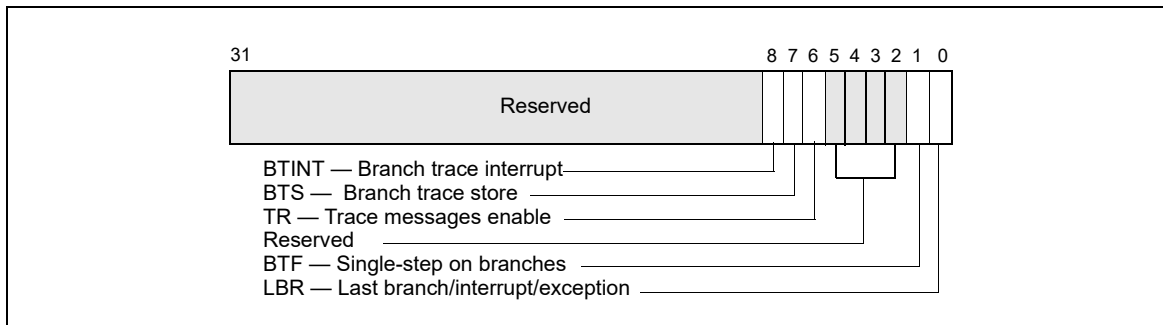 31 8 7 6 5 4 3 2 1 0
Reserved
BTINT — Branch trace interrupt
BTS — Branch trace store
TR — Trace messages enable
Reserved
BTF — Single-step on branches
LBR — Last branch/interrupt/exception